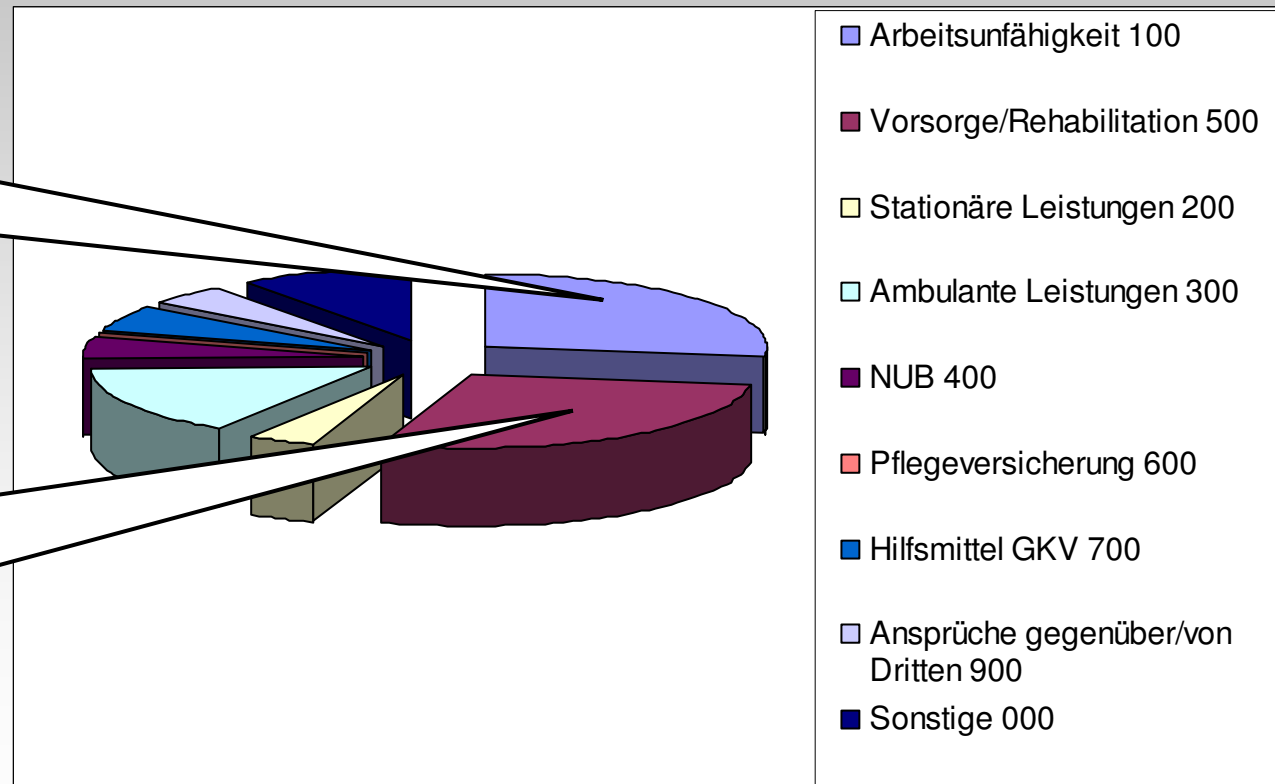 Arbeitsunfähigkeit 100
Vorsorge/Rehabilitation 500
Stationäre Leistungen 200
Ambulante Leistungen 300
NUB 400
Pflegeversicherung 600
Hilfsmittel GKV 700
Ansprüche gegenüber/von
Dritten 900
Sonstige 000